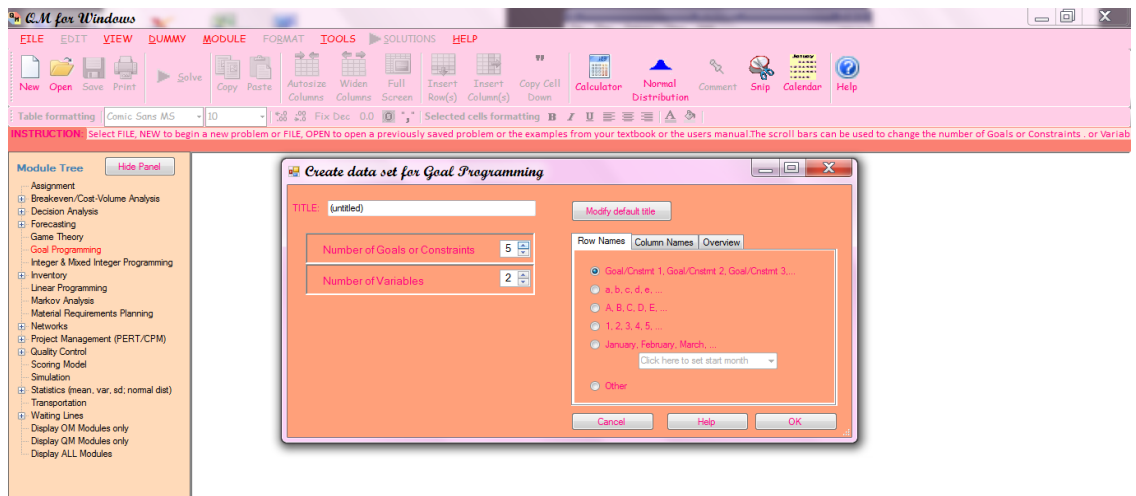 QM for Windows
FILE EDIT VIEW DUMMY MODULE FORMAT TOOLS SOLUTIONS HELP
New Open Save Print Solve Copy Paste Autosize Columns Widen Columns Full Screen Insert Row(s) Insert Column(s) Copy Cell Down Calculator Normal Distribution Comment Snip Calendar Help
Table formatting Comic Sans MS 10 Fix Dec 0.0 Selected cells formatting B I U A
INSTRUCTION: Select FILE, NEW to begin a new problem or FILE, OPEN to open a previously saved problem or the examples from your textbook or the users manual.The scroll bars can be used to change the number of Goals or Constraints . or Variab
Module Tree Hide Panel
Assignment
Breakeven/Cost-Volume Analysis
Decision Analysis
Forecasting
Game Theory
Goal Programming
Integer & Mixed Integer Programming
Inventory
Linear Programming
Markov Analysis
Material Requirements Planning
Networks
Project Management (PERT/CPM)
Quality Control
Scoring Model
Simulation
Statistics (mean, var, sd; normal dist)
Transportation
Waiting Lines
Display OM Modules only
Display QM Modules only
Display ALL Modules
Create data set for Goal Programming
TITLE: (untitled)
Modify default title
Number of Goals or Constraints 5
Number of Variables 2
Row Names Column Names Overview
Goal/Cnstrnt 1, Goal/Cnstrnt 2, Goal/Cnstrnt 3,...
a, b, c, d, e, ...
A, B, C, D, E, ...
1, 2, 3, 4, 5, ...
January, February, March, ...
Click here to set start month
Other
Cancel Help OK